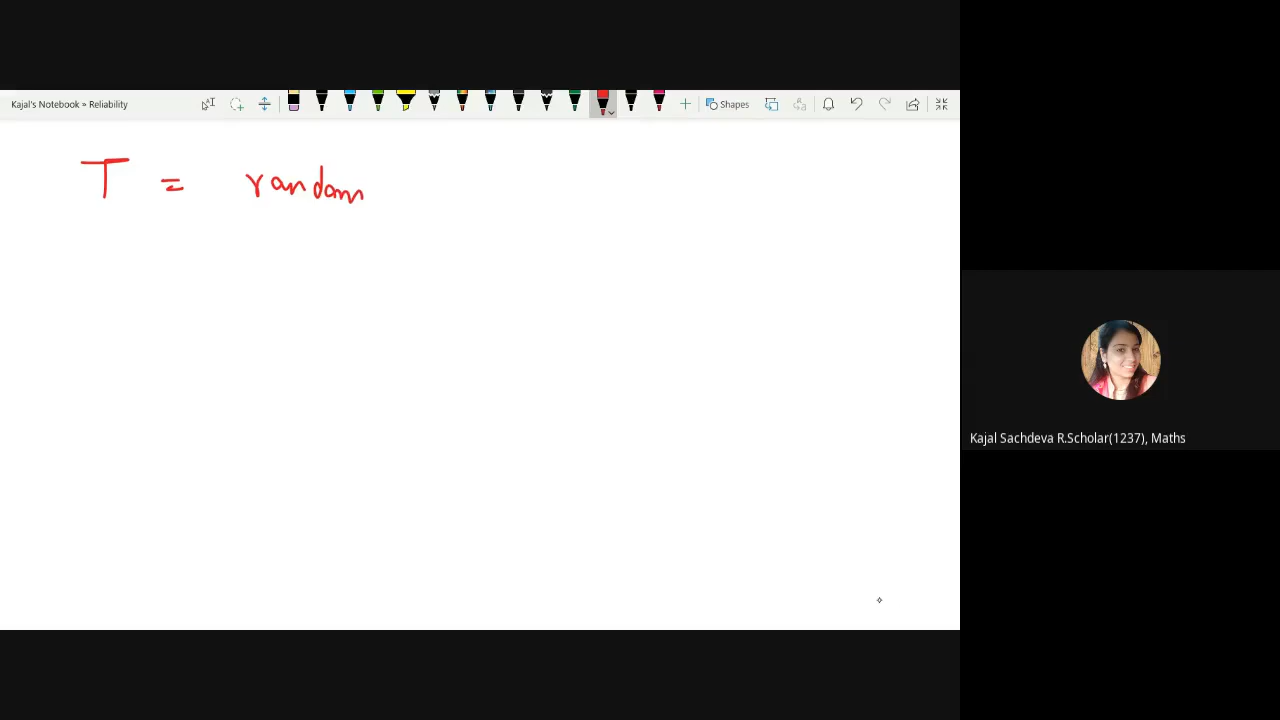 Kajal's Notebook » Reliability
Shapes
T = random
Kajal Sachdeva R.Scholar(1237), Maths